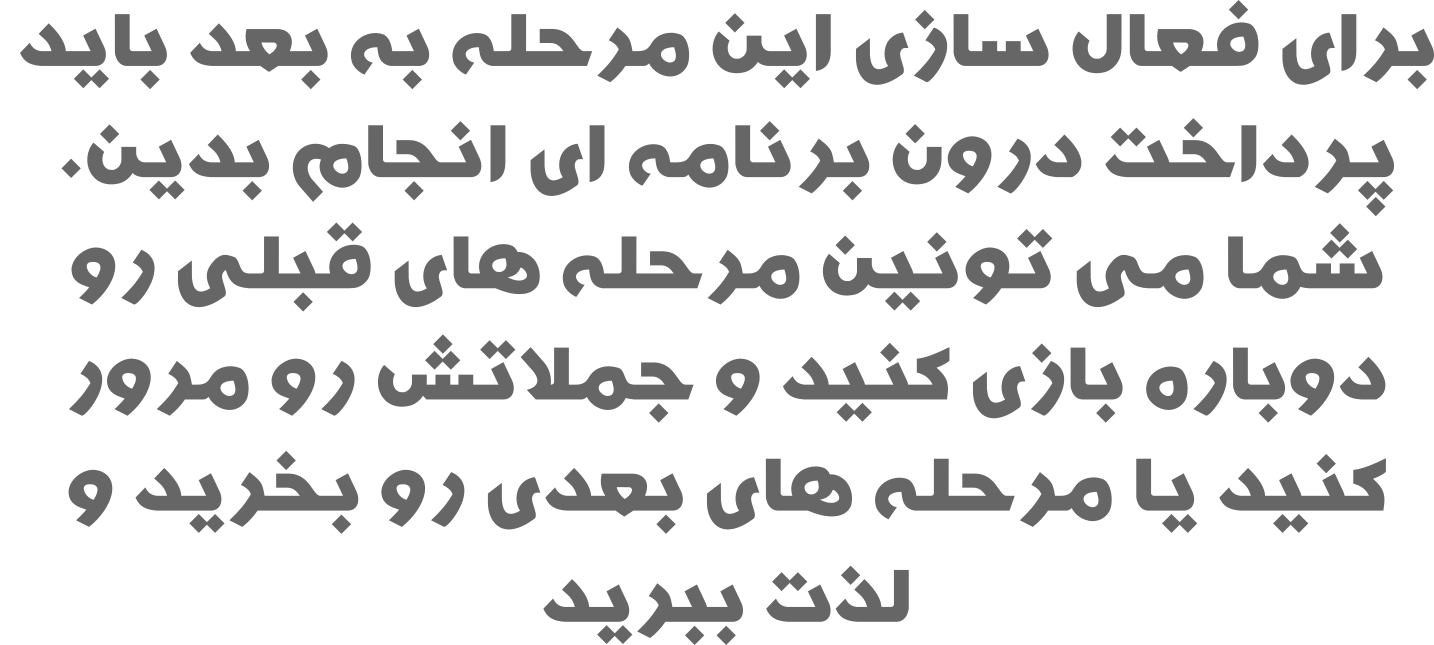 برای فعال سازی این مرحله به بعد باید
پرداخت درون برنامه ای انجام بدین.
شما می تونین مرحله های قبلی رو
دوباره بازی کنید و جملاتش رو مرور
کنید یا مرحله های بعدی رو بخرید و
لذت ببرید